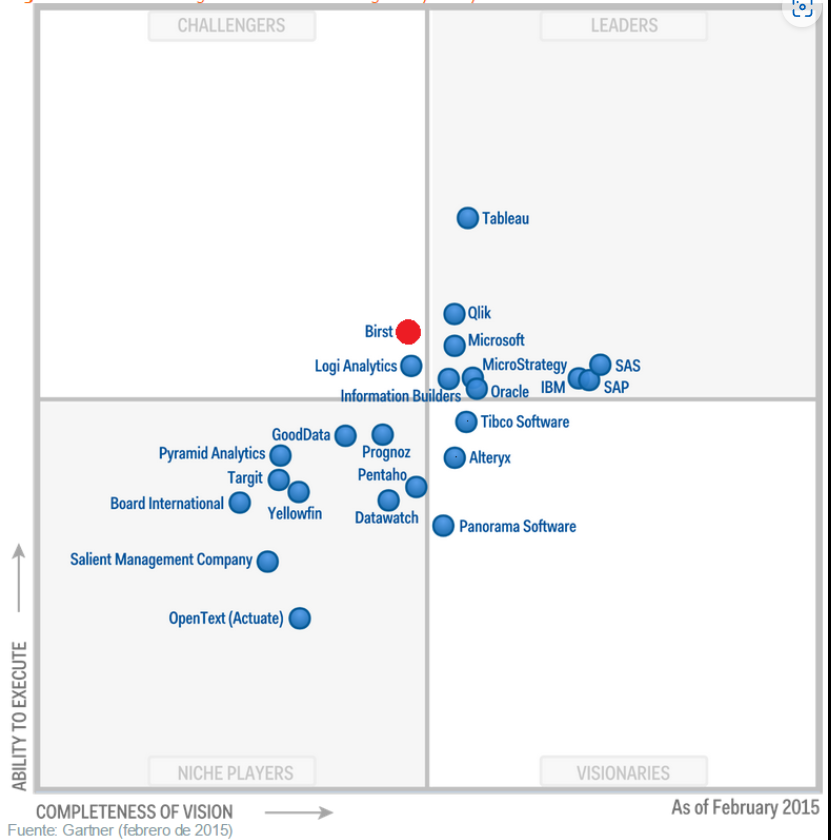 CHALLENGERS
LEADERS
Tableau
Qlik
Birst
Microsoft
Logi Analytics
MicroStrategy
SAS
Information Builders
Oracle
IBM
SAP
Tibco Software
GoodData
Prognoz
Pyramid Analytics
Alteryx
Targit
Pentaho
Board International
Yellowfin
Datawatch
Panorama Software
Salient Management Company
OpenText (Actuate)
ABILITY TO EXECUTE
NICHE PLAYERS
VISIONARIES
COMPLETENESS OF VISION
As of February 2015
Fuente: Gartner (febrero de 2015)